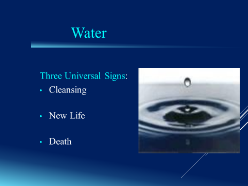 Water
Three Universal Signs:
• Cleansing
• New Life
• Death